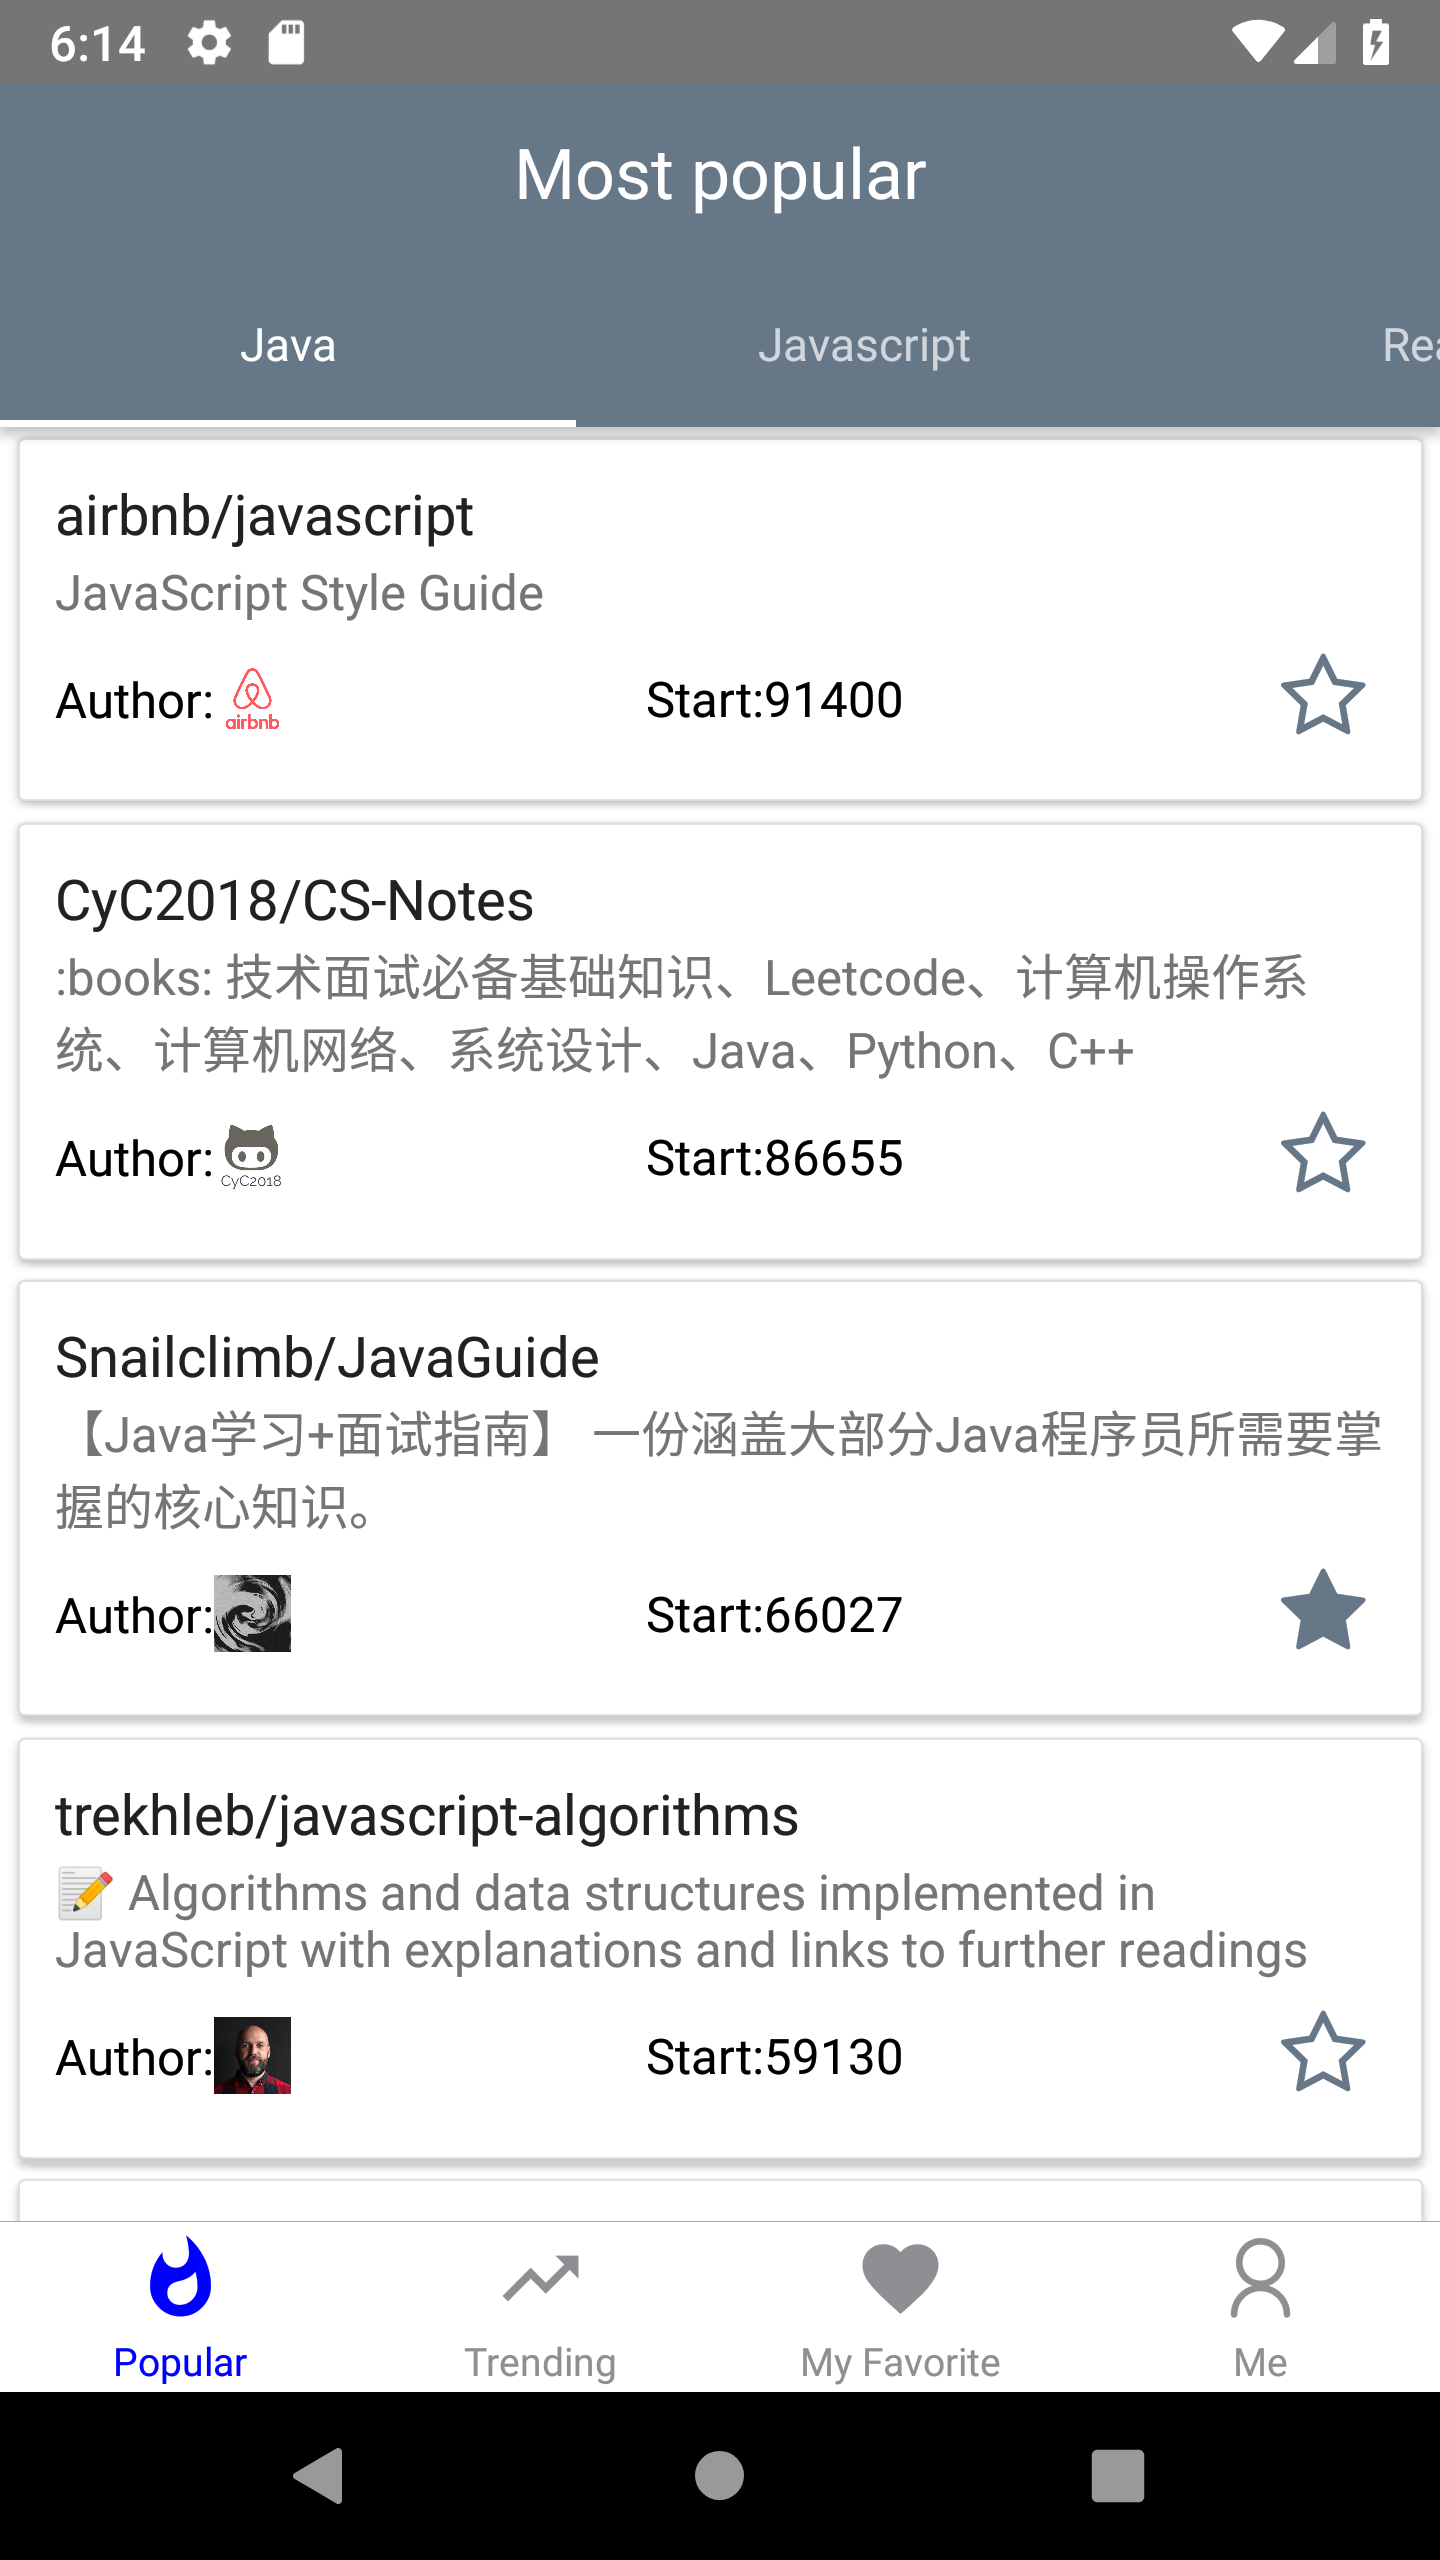 6:14
Most popular
Java
Javascript
Rea
airbnb/javascript
JavaScript Style Guide
Author:
airbnb
Start:91400
CyC2018/CS-Notes
:books: 技术面试必备基础知识、Leetcode、计算机操作系
统、计算机网络、系统设计、Java、Python、C++
Author:
CyC2018
Start:86655
Snailclimb/JavaGuide
【Java学习+面试指南】 一份涵盖大部分Java程序员所需要掌
握的核心知识。
Author:
Start:66027
trekhleb/javascript-algorithms
📝 Algorithms and data structures implemented in
JavaScript with explanations and links to further readings
Author:
Start:59130
Popular
Trending
My Favorite
Me